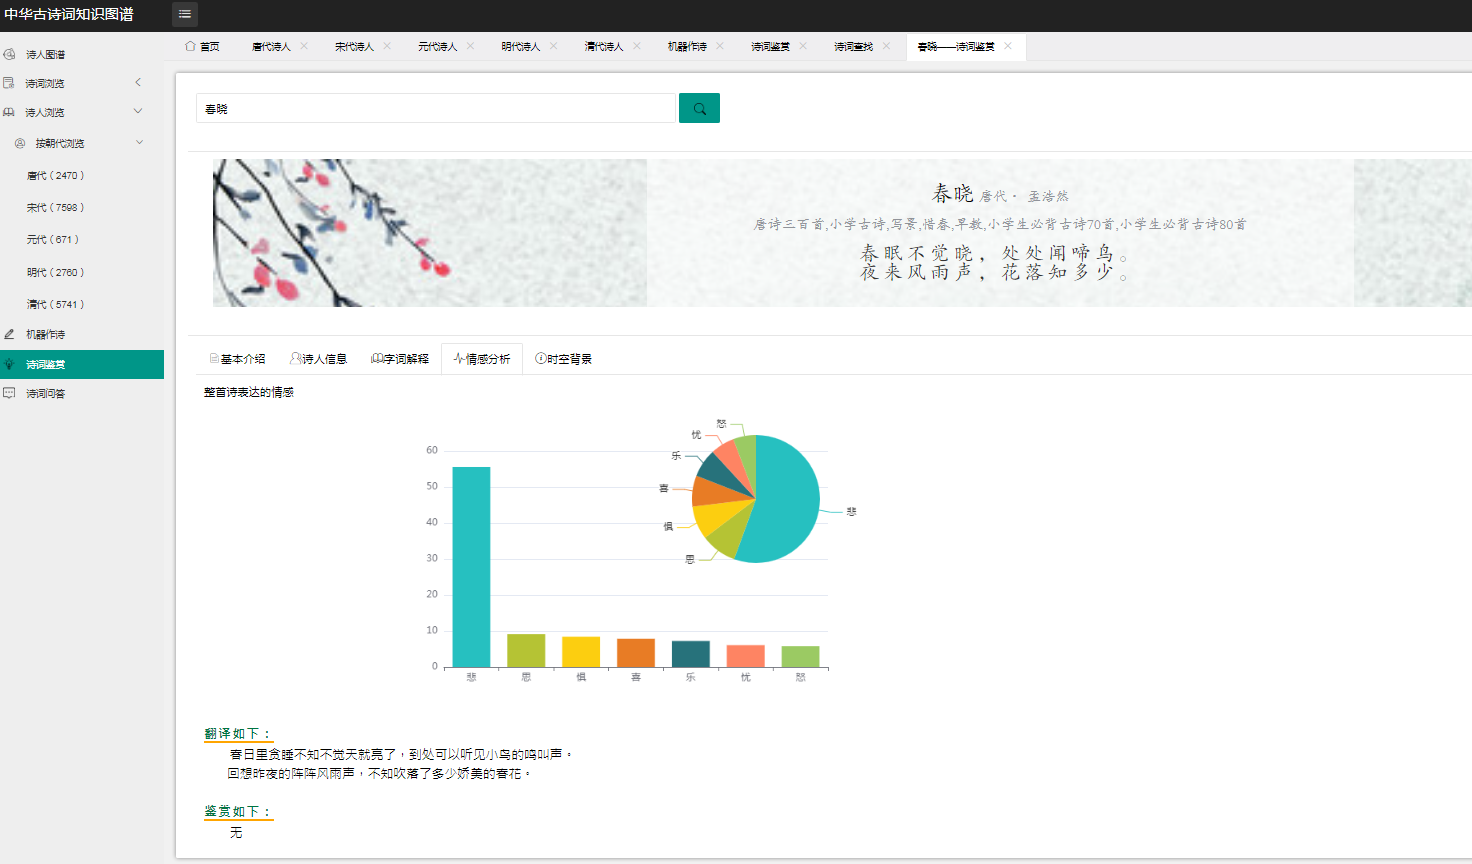 中华古诗词知识图谱
首页 唐代诗人 宋代诗人 元代诗人 明代诗人 清代诗人 机器作诗 诗词鉴赏 诗词查找 春晓——诗词鉴赏
诗人图谱
诗词浏览
诗人浏览
按朝代浏览
唐代（2470）
宋代（7598）
元代（671）
明代（2760）
清代（5741）
机器作诗
诗词鉴赏
诗词问答
春晓
春晓 唐代· 孟浩然
唐诗三百首,小学古诗,写景,惜春,早教,小学生必背古诗70首,小学生必背古诗80首
春眠不觉晓，处处闻啼鸟。
夜来风雨声，花落知多少。
基本介绍 诗人信息 字词解释 情感分析 时空背景
整首诗表达的情感
60
50
40
30
20
10
0
悲 思 惧 喜 乐 忧 怒
怒
忧
乐
喜
惧
思
悲
翻译如下：
春日里贪睡不知不觉天就亮了，到处可以听见小鸟的鸣叫声。
回想昨夜的阵阵风雨声，不知吹落了多少娇美的春花。
鉴赏如下：
无